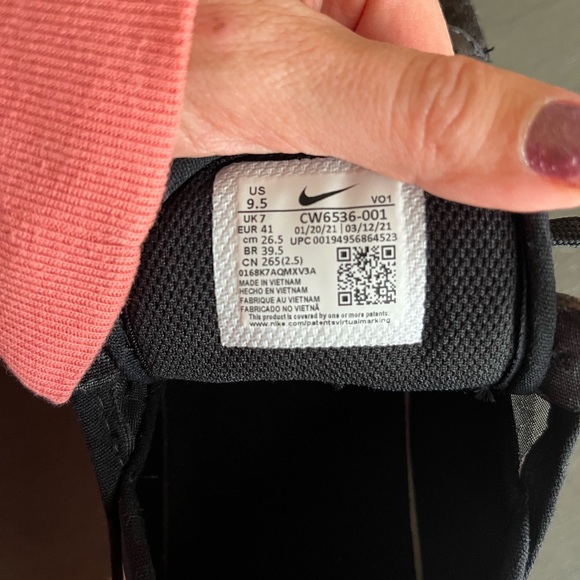 US
9.5
VO1
UK 7
CW6536-001
EUR 41
01/20/21 | 03/12/21
cm 26.5
UPC 00194956864523
BR 39.5
CN 265(2.5)
0168K7AQMXV3A
MADE IN VIETNAM
HECHO EN VIETNAM
FABRIQUE AU VIETNAM
FABRICADO NO VIETNÃ
This product is covered by one or more patents:
www.nike.com/patentsvirtualmarking